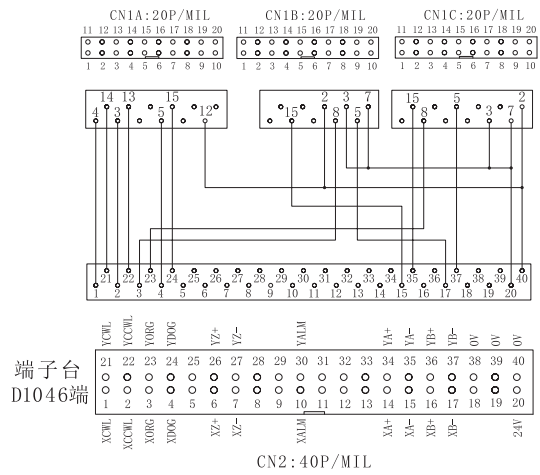 CN1A:20P/MIL CN1B:20P/MIL CN1C:20P/MIL
11 12 13 14 15 16 17 18 19 20 11 12 13 14 15 16 17 18 19 20 11 12 13 14 15 16 17 18 19 20
1 2 3 4 5 6 7 8 9 10 1 2 3 4 5 6 7 8 9 10 1 2 3 4 5 6 7 8 9 10
14 13 15 2 3 7 15 5 2
4 3 5 12 15 8 5 8 3 7
21 22 23 24 25 26 27 28 29 30 31 32 33 34 35 36 37 38 39 40
1 2 3 4 5 6 7 8 9 10 11 12 13 14 15 16 17 18 19 20
YCWL YCCWL YORG YDOG YZ+ YZ- YALM YA+ YA- YB+ YB- 0V 0V 0V
端子台
D1046端
21 22 23 24 25 26 27 28 29 30 31 32 33 34 35 36 37 38 39 40
1 2 3 4 5 6 7 8 9 10 11 12 13 14 15 16 17 18 19 20
XCWL XCCWL XORG XDOG XZ+ XZ- XALM XA+ XA- XB+ XB- 24V
CN2:40P/MIL